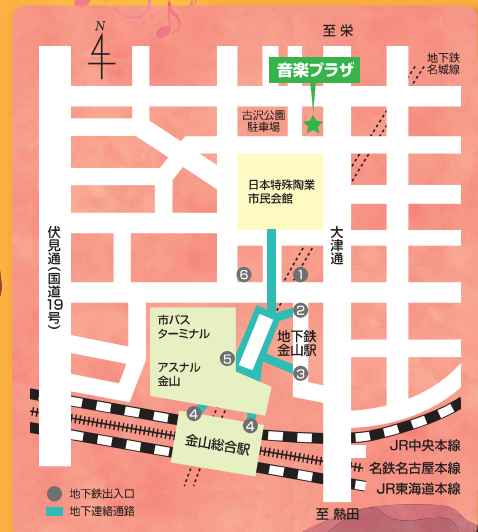 N
至 栄
地下鉄
名城線
音楽プラザ
古沢公園
駐車場
日本特殊陶業
市民会館
伏見通(国道19号)
大津通
6
1
2
市バス
ターミナル
地下鉄
金山駅
5
3
アスナル
金山
4
4
金山総合駅
JR中央本線
名鉄名古屋本線
JR東海道本線
地下鉄出入口
地下連絡通路
至 熱田